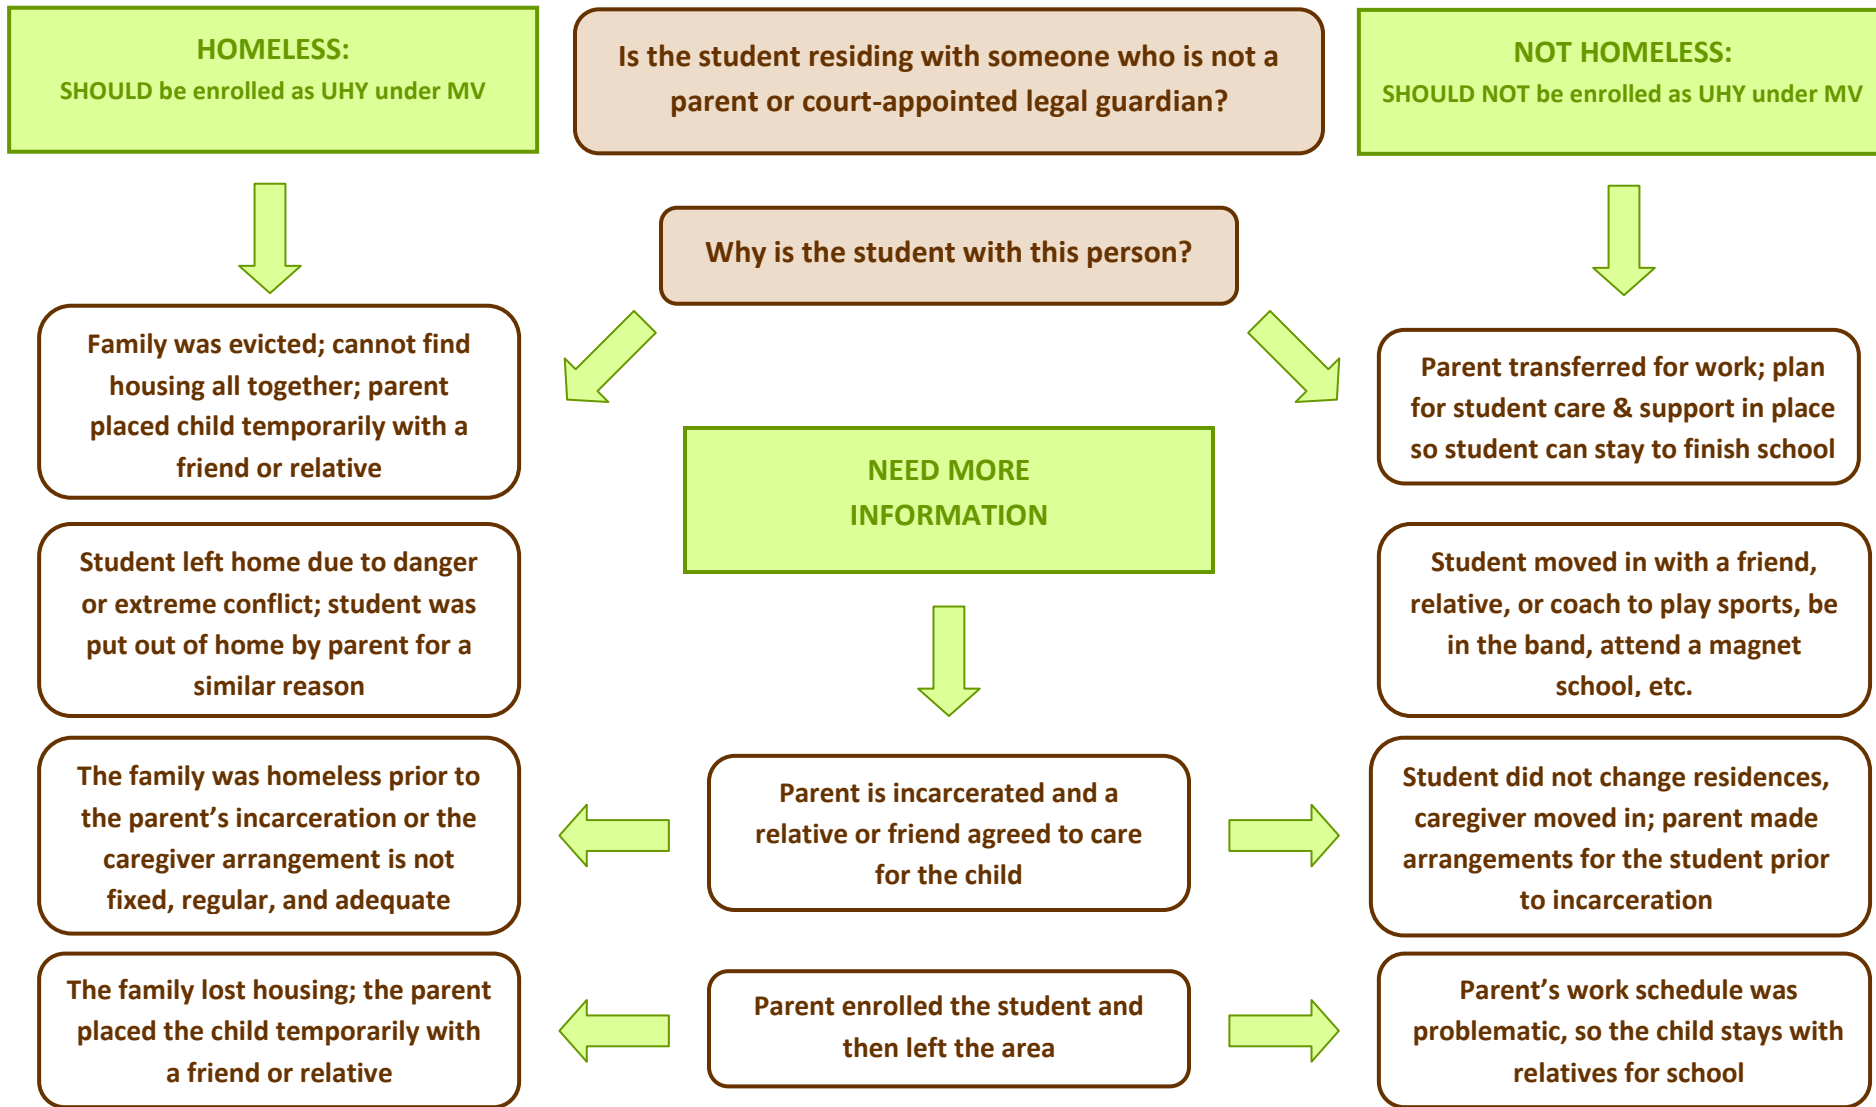 HOMELESS:
SHOULD be enrolled as UHY under MV
Is the student residing with someone who is not a
parent or court-appointed legal guardian?
NOT HOMELESS:
SHOULD NOT be enrolled as UHY under MV
Why is the student with this person?
Family was evicted; cannot find
housing all together; parent
placed child temporarily with a
friend or relative
Parent transferred for work; plan
for student care & support in place
so student can stay to finish school
NEED MORE
INFORMATION
Student left home due to danger
or extreme conflict; student was
put out of home by parent for a
similar reason
Student moved in with a friend,
relative, or coach to play sports, be
in the band, attend a magnet
school, etc.
The family was homeless prior to
the parent’s incarceration or the
caregiver arrangement is not
fixed, regular, and adequate
Parent is incarcerated and a
relative or friend agreed to care
for the child
Student did not change residences,
caregiver moved in; parent made
arrangements for the student prior
to incarceration
The family lost housing; the parent
placed the child temporarily with
a friend or relative
Parent enrolled the student and
then left the area
Parent’s work schedule was
problematic, so the child stays with
relatives for school